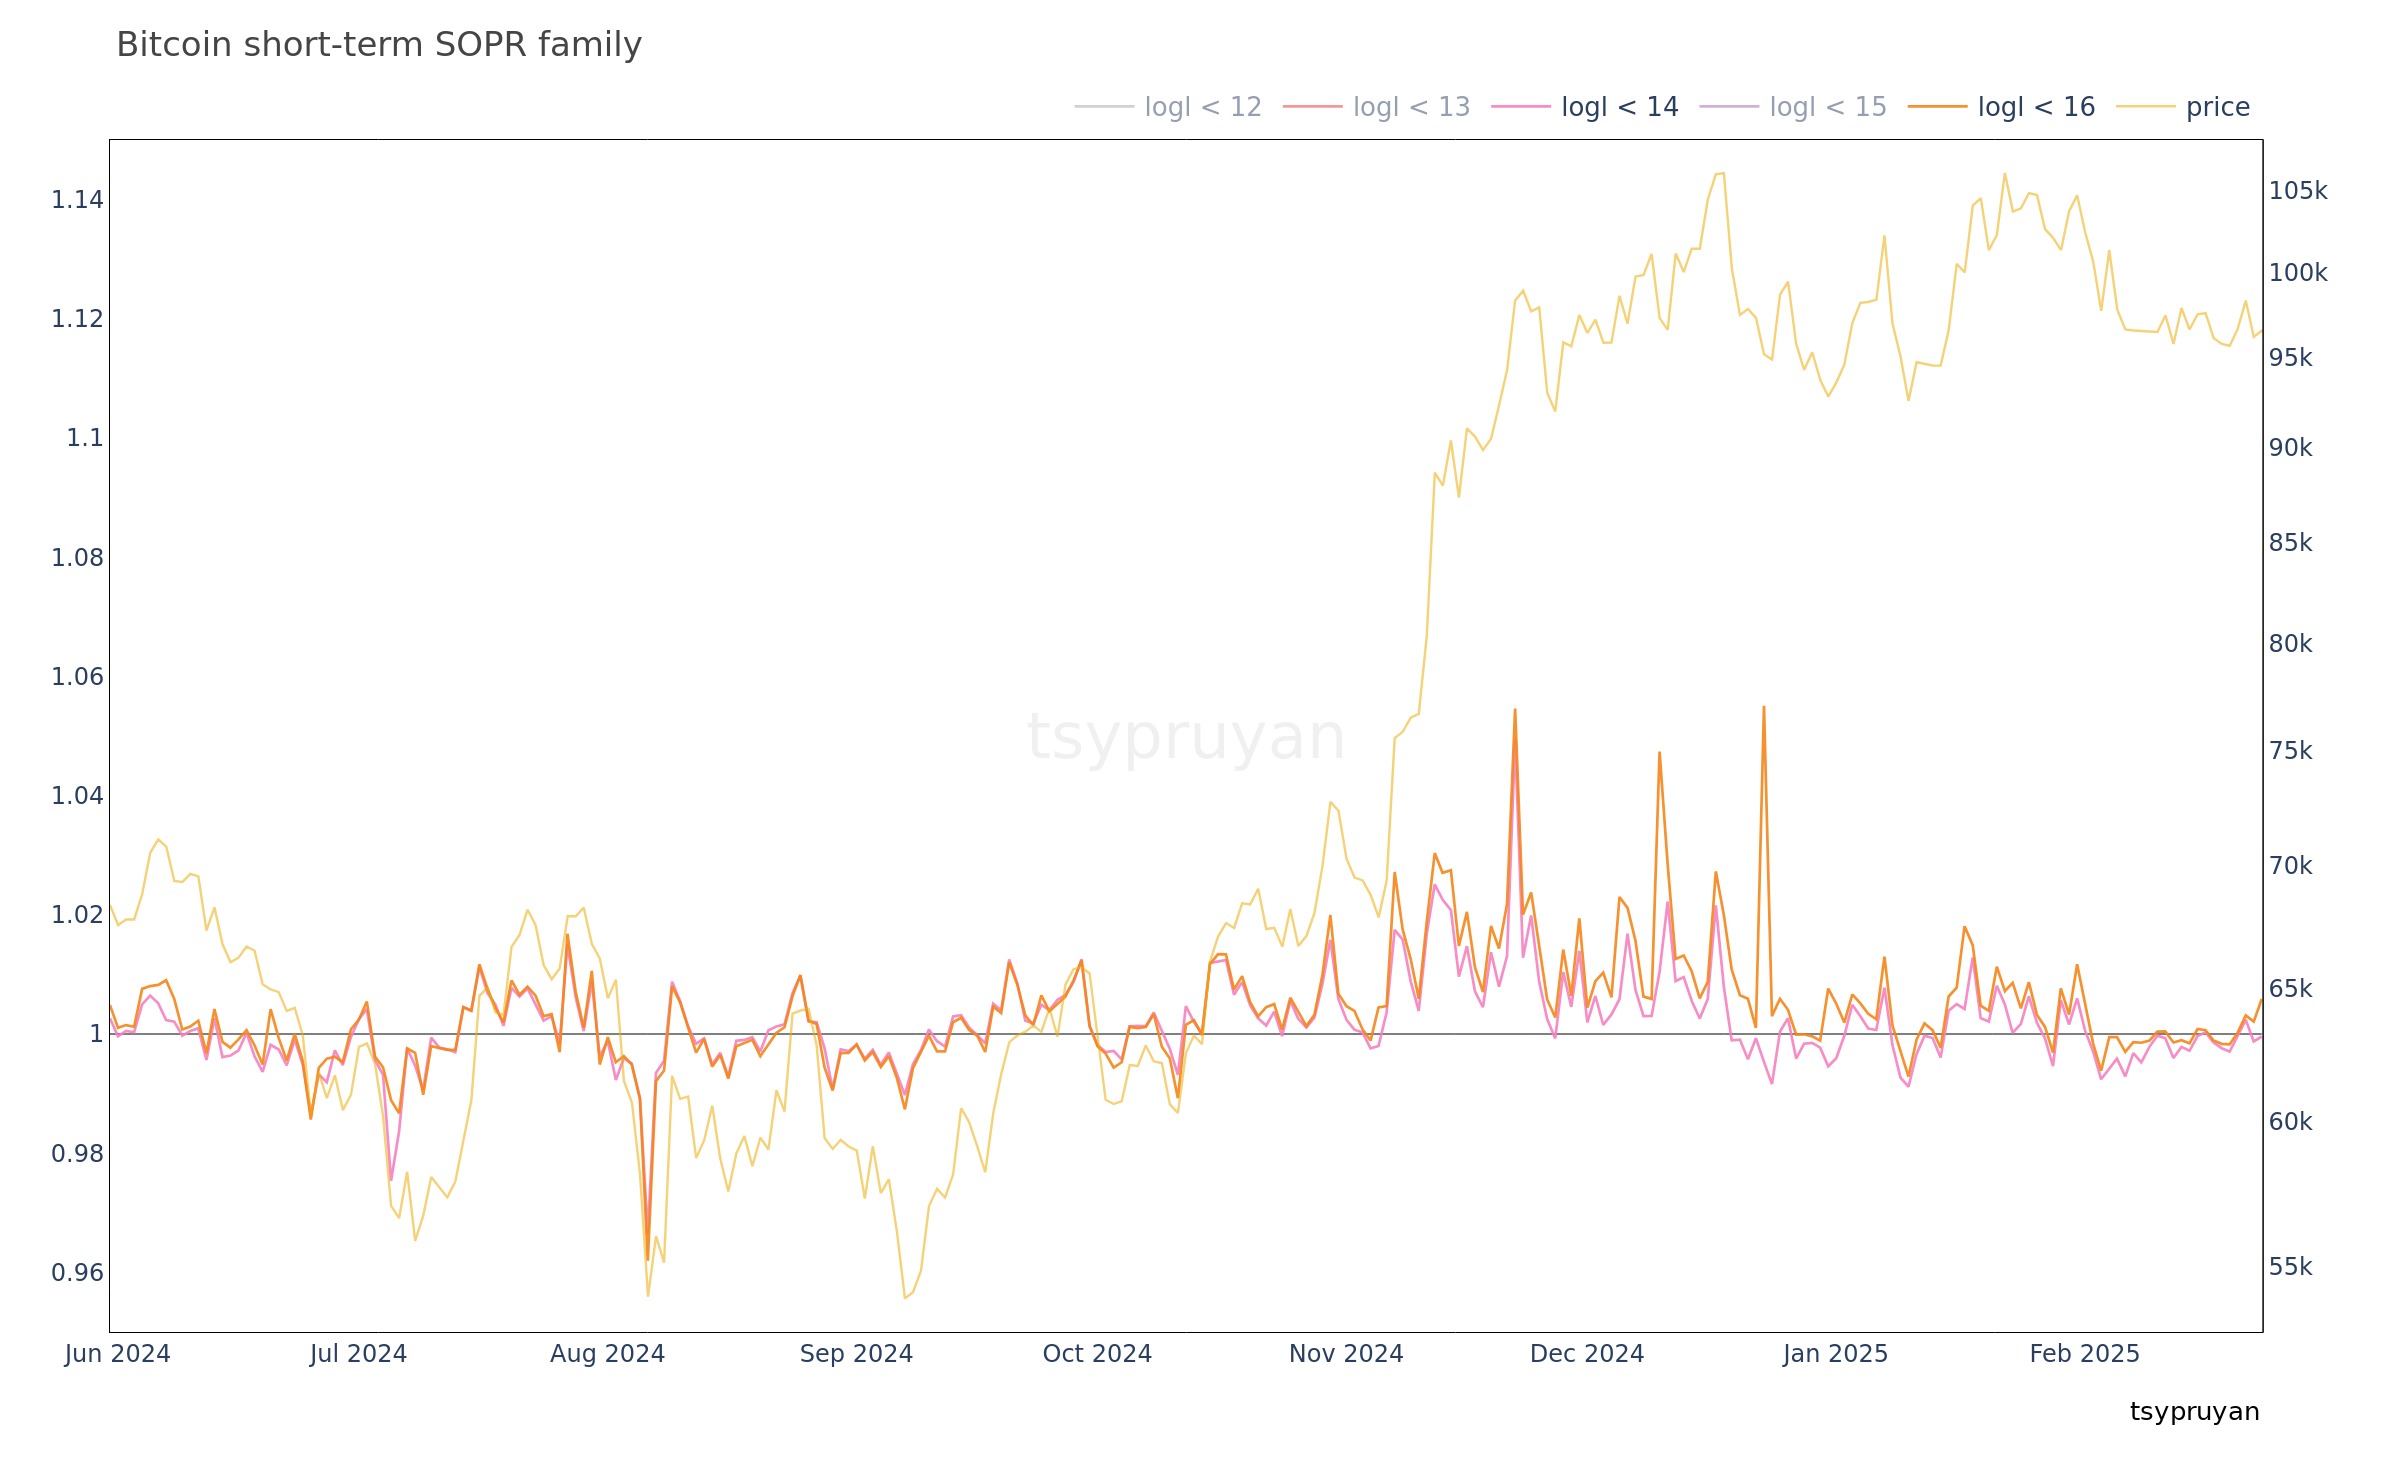 Bitcoin short-term SOPR family
logl < 12 logl < 13 logl < 14 logl < 15 logl < 16 price
1.14
1.12
1.1
1.08
1.06
1.04
1.02
1
0.98
0.96
105k
100k
95k
90k
85k
80k
75k
70k
65k
60k
55k
tsypruyan
Jun 2024 Jul 2024 Aug 2024 Sep 2024 Oct 2024 Nov 2024 Dec 2024 Jan 2025 Feb 2025
tsypruyan